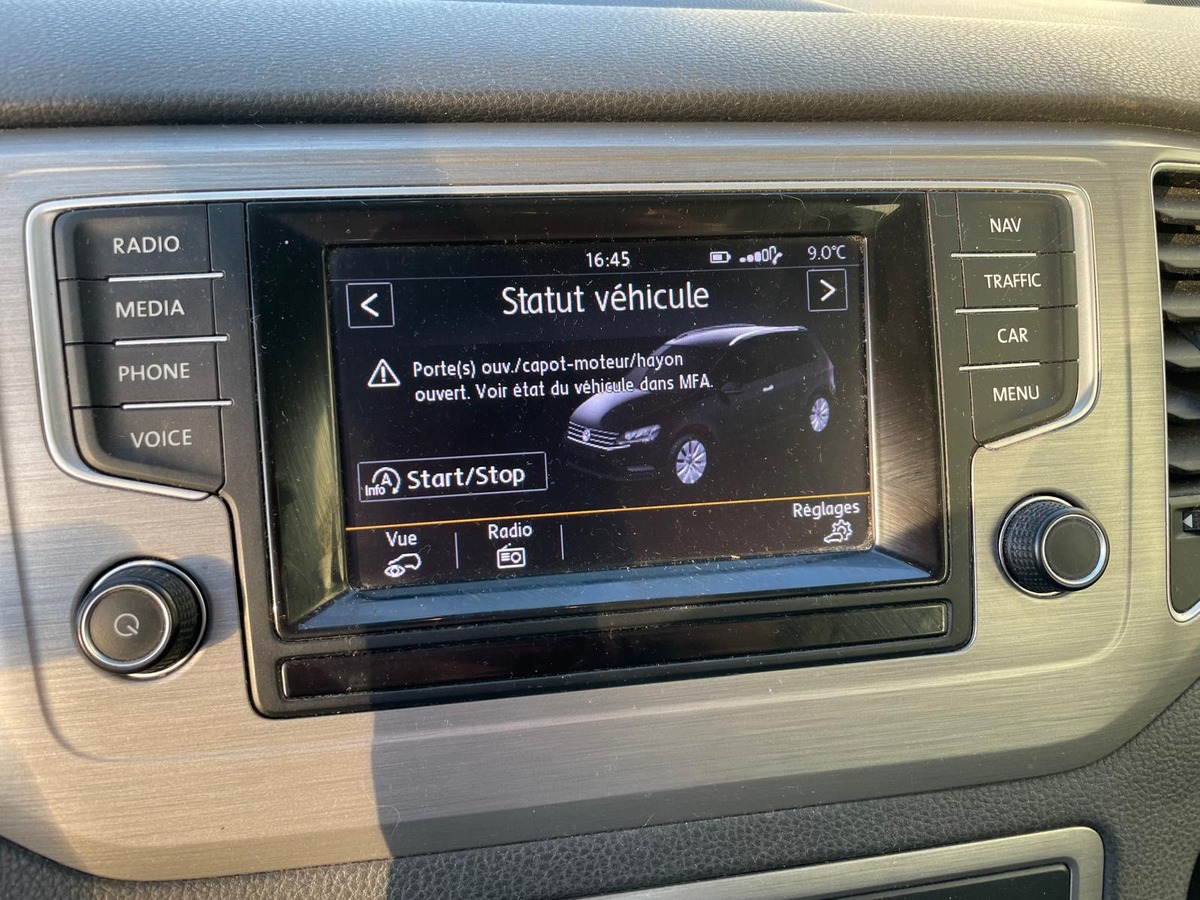 RADIO
MEDIA
PHONE
VOICE
16:45
9.0°C
<
Statut véhicule
>
Porte(s) ouv./capot-moteur/hayon
ouvert. Voir état du véhicule dans MFA.
A
Info
Start/Stop
Vue
Radio
Réglages
NAV
TRAFFIC
CAR
MENU